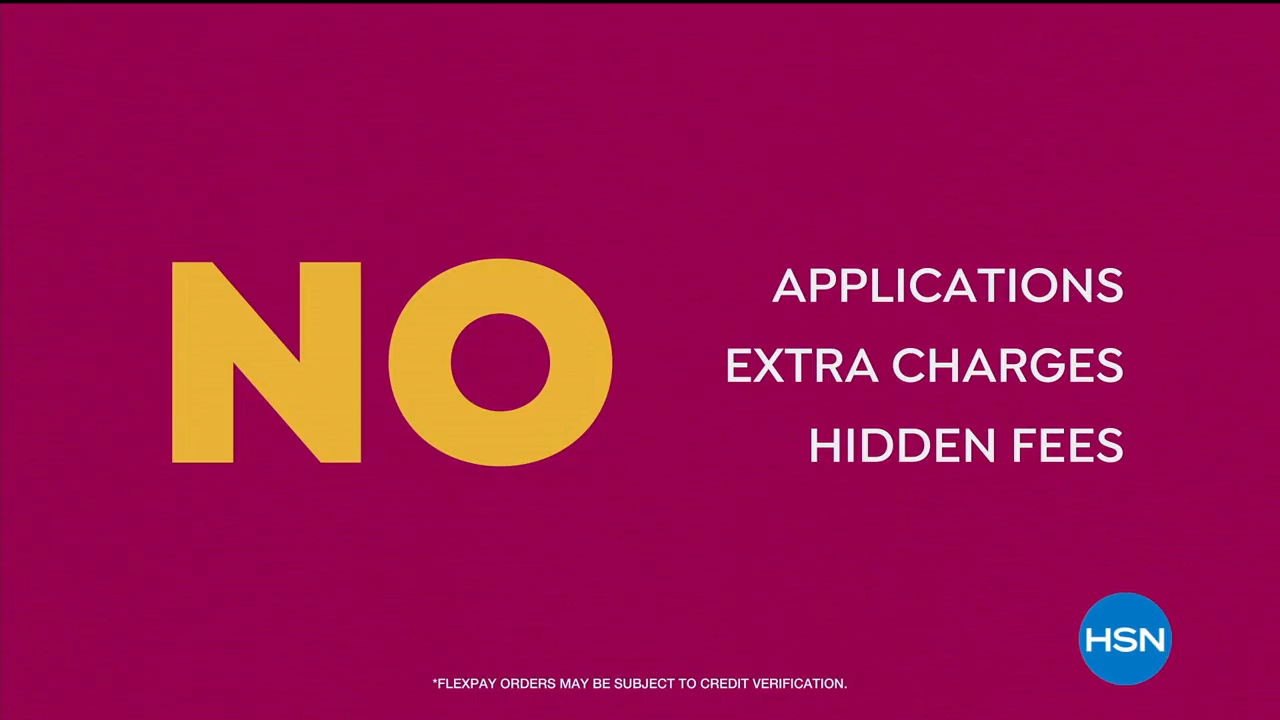 NO
APPLICATIONS
EXTRA CHARGES
HIDDEN FEES
HSN
*FLEXPAY ORDERS MAY BE SUBJECT TO CREDIT VERIFICATION.